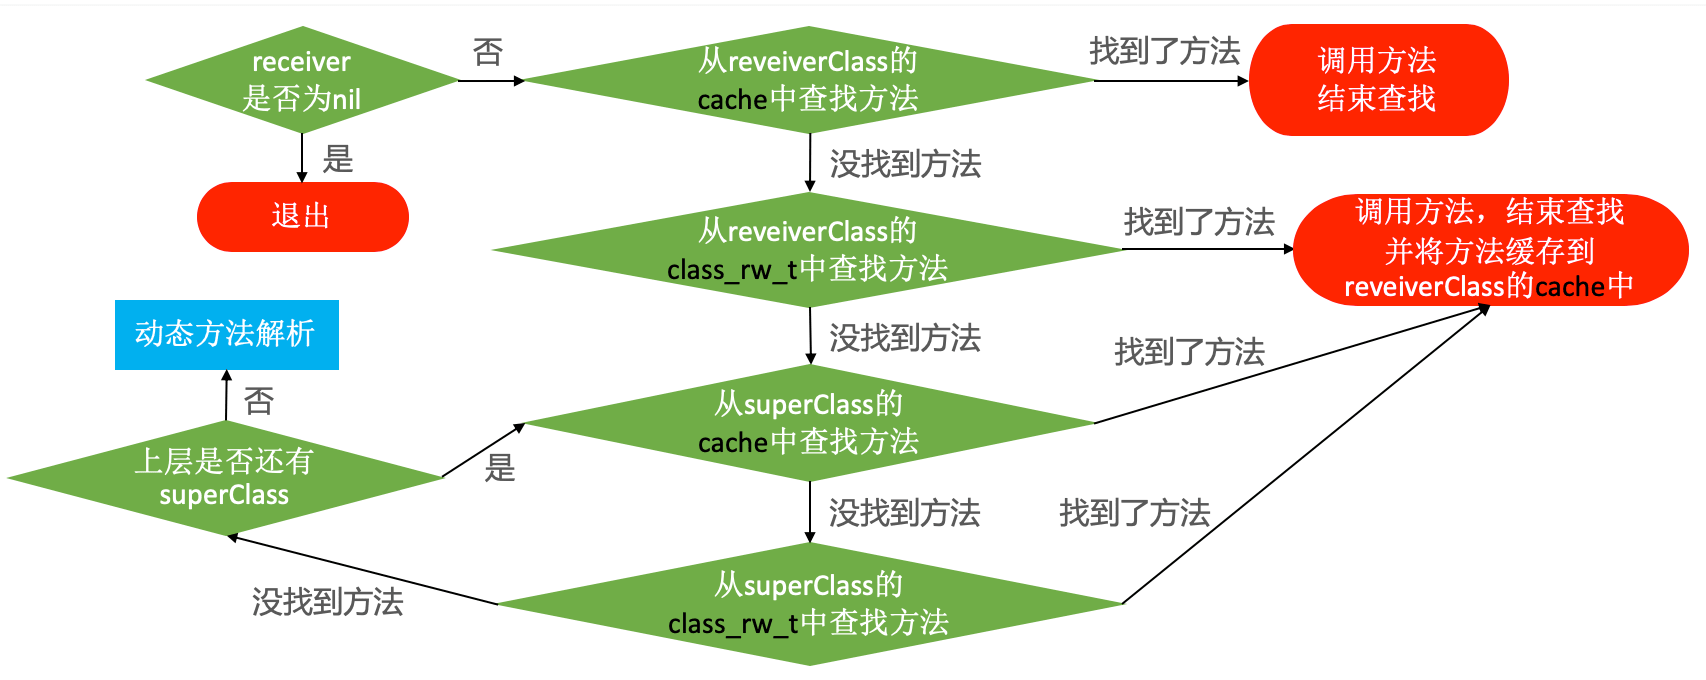 receiver
是否为nil
否
从reveiverClass的
cache中查找方法
找到了方法
调用方法
结束查找
是
退出
没找到方法
从reveiverClass的
class_rw_t中查找方法
找到了方法
调用方法，结束查找
并将方法缓存到
reveiverClass的cache中
没找到方法
动态方法解析
否
从superClass的
cache中查找方法
找到了方法
上层是否还有
superClass
是
没找到方法
找到了方法
从superClass的
class_rw_t中查找方法
没找到方法